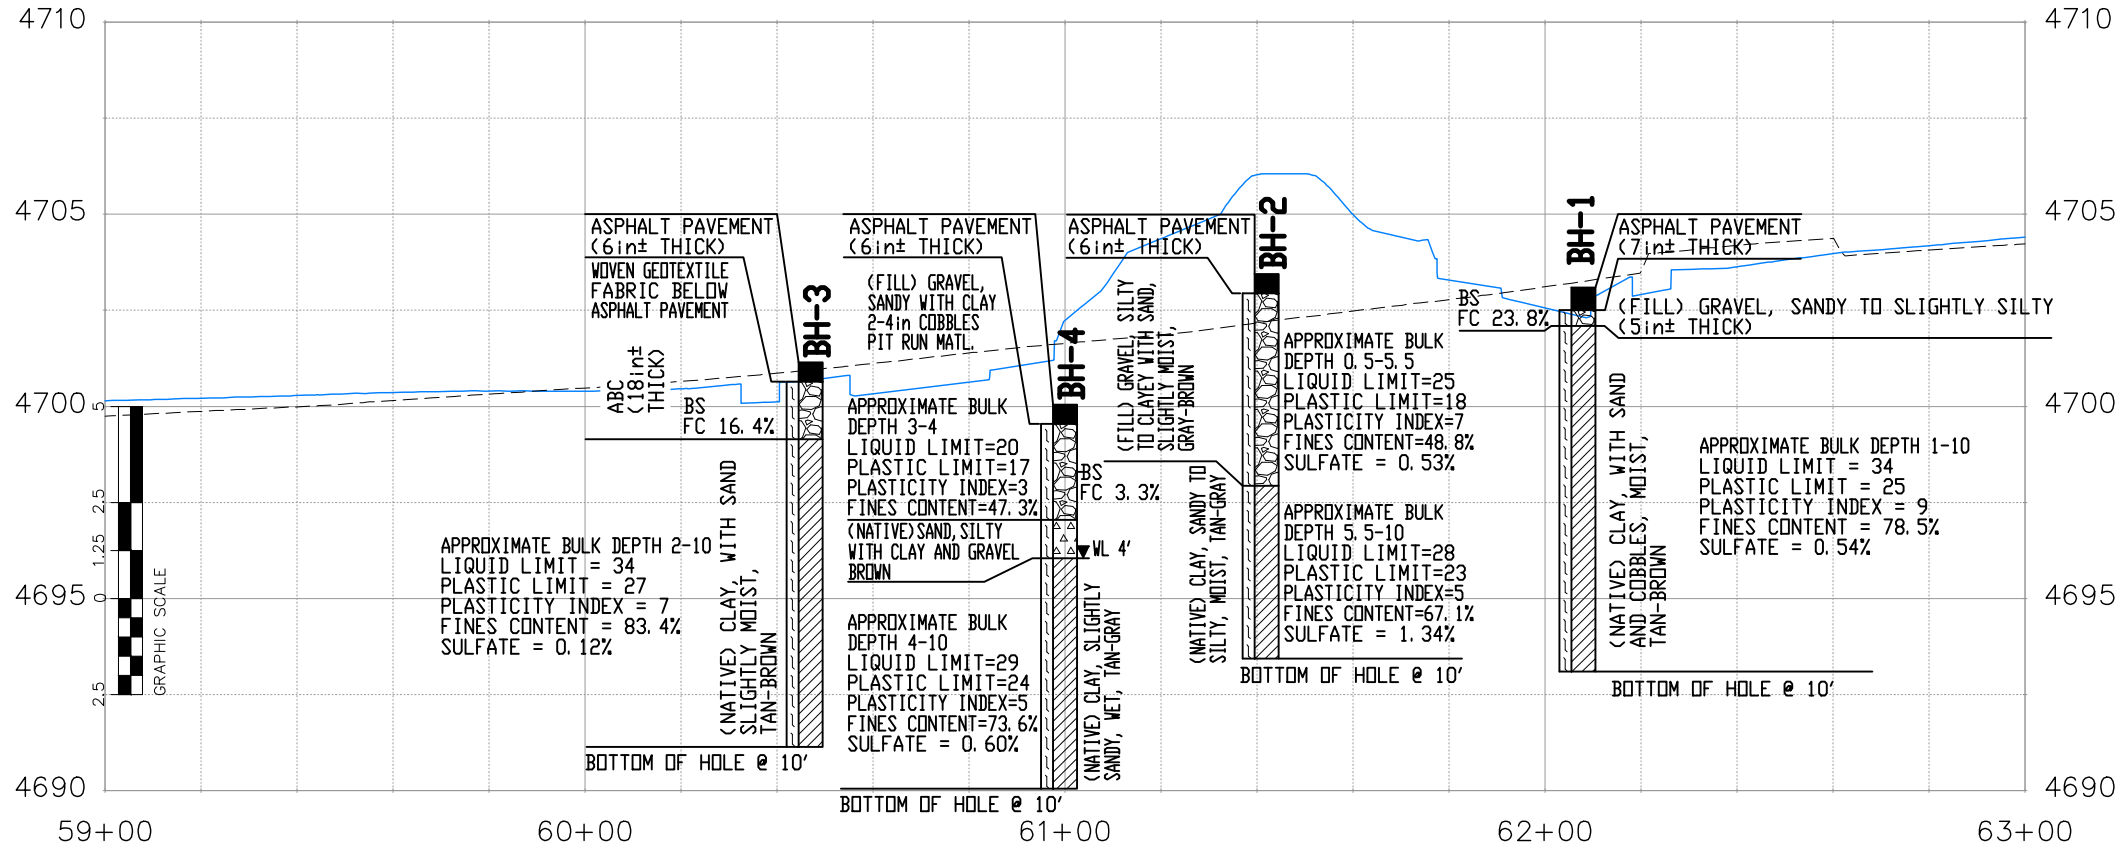 4710
4710
4705
4705
4700
4700
4695
4695
4690
4690
59+00
60+00
61+00
62+00
63+00
5
2.5
1.25
0
2.5
GRAPHIC SCALE
ASPHALT PAVEMENT
(6in± THICK)
WOVEN GEOTEXTILE
FABRIC BELOW
ASPHALT PAVEMENT
BH-3
ABC
(18in±
THICK)
BS
FC 16.4%
APPROXIMATE BULK DEPTH 2-10
LIQUID LIMIT = 34
PLASTIC LIMIT = 27
PLASTICITY INDEX = 7
FINES CONTENT = 83.4%
SULFATE = 0.12%
(NATIVE) CLAY, WITH SAND
SLIGHTLY MOIST,
TAN-BROWN
BOTTOM OF HOLE @ 10'
ASPHALT PAVEMENT
(6in± THICK)
(FILL) GRAVEL,
SANDY WITH CLAY
2-4in COBBLES
PIT RUN MATL.
BH-4
APPROXIMATE BULK
DEPTH 3-4
LIQUID LIMIT=20
PLASTIC LIMIT=17
PLASTICITY INDEX=3
FINES CONTENT=47.3%
(NATIVE)SAND, SILTY
WITH CLAY AND GRAVEL
BROWN
BS
FC 3.3%
WL 4'
APPROXIMATE BULK
DEPTH 4-10
LIQUID LIMIT=29
PLASTIC LIMIT=24
PLASTICITY INDEX=5
FINES CONTENT=73.6%
SULFATE = 0.60%
(NATIVE) CLAY, SLIGHTLY
SANDY, WET, TAN-GRAY
BOTTOM OF HOLE @ 10'
ASPHALT PAVEMENT
(6in± THICK)
BH-2
(FILL) GRAVEL, SILTY
TO CLAYEY WITH SAND,
SLIGHTLY MOIST,
GRAY-BROWN
APPROXIMATE BULK
DEPTH 0.5-5.5
LIQUID LIMIT=25
PLASTIC LIMIT=18
PLASTICITY INDEX=7
FINES CONTENT=48.8%
SULFATE = 0.53%
(NATIVE) CLAY, SANDY TO
SILTY, MOIST, TAN-GRAY
APPROXIMATE BULK
DEPTH 5.5-10
LIQUID LIMIT=28
PLASTIC LIMIT=23
PLASTICITY INDEX=5
FINES CONTENT=67.1%
SULFATE = 1.34%
BOTTOM OF HOLE @ 10'
BH-1
ASPHALT PAVEMENT
(7in± THICK)
BS
FC 23.8%
(FILL) GRAVEL, SANDY TO SLIGHTLY SILTY
(5in± THICK)
(NATIVE) CLAY, WITH SAND
AND COBBLES, MOIST,
TAN-BROWN
APPROXIMATE BULK DEPTH 1-10
LIQUID LIMIT = 34
PLASTIC LIMIT = 25
PLASTICITY INDEX = 9
FINES CONTENT = 78.5%
SULFATE = 0.54%
BOTTOM OF HOLE @ 10'